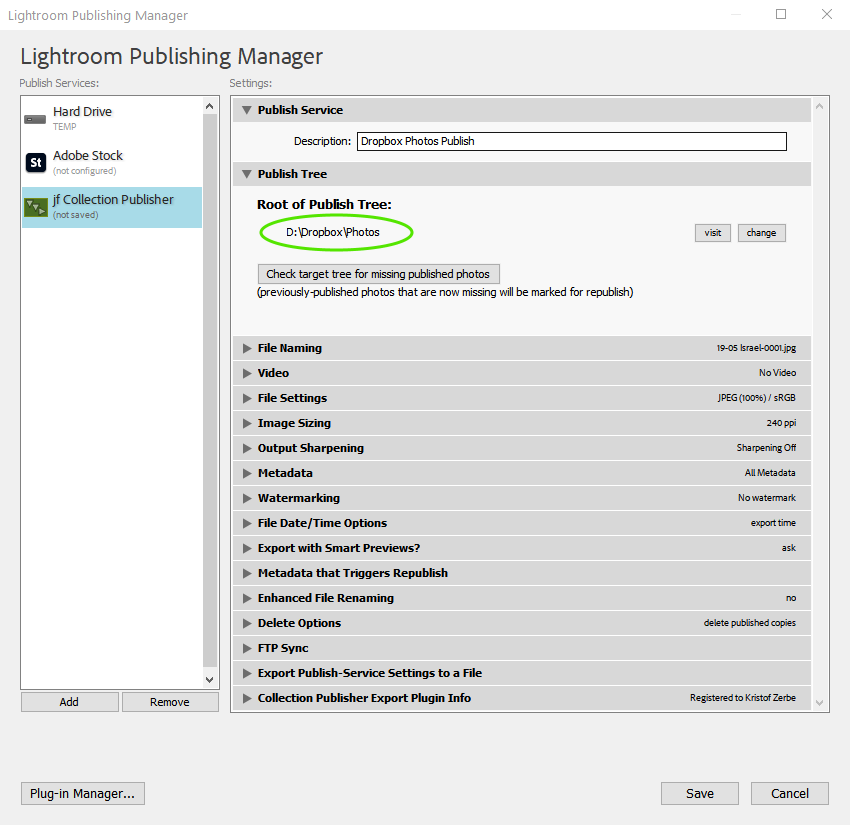 Lightroom Publishing Manager
Lightroom Publishing Manager
Publish Services:
Settings:
Hard Drive
TEMP
St
Adobe Stock
(not configured)
jf Collection Publisher
(not saved)
Add
Remove
Publish Service
Description: Dropbox Photos Publish
Publish Tree
Root of Publish Tree:
D:\Dropbox\Photos
visit
change
Check target tree for missing published photos
(previously-published photos that are now missing will be marked for republish)
File Naming 19-05 Israel-0001.jpg
Video No Video
File Settings JPEG (100%) / sRGB
Image Sizing 240 ppi
Output Sharpening Sharpening Off
Metadata All Metadata
Watermarking No watermark
File Date/Time Options export time
Export with Smart Previews? ask
Metadata that Triggers Republish
Enhanced File Renaming no
Delete Options delete published copies
FTP Sync
Export Publish-Service Settings to a File
Collection Publisher Export Plugin Info Registered to Kristof Zerbe
Plug-in Manager...
Save
Cancel